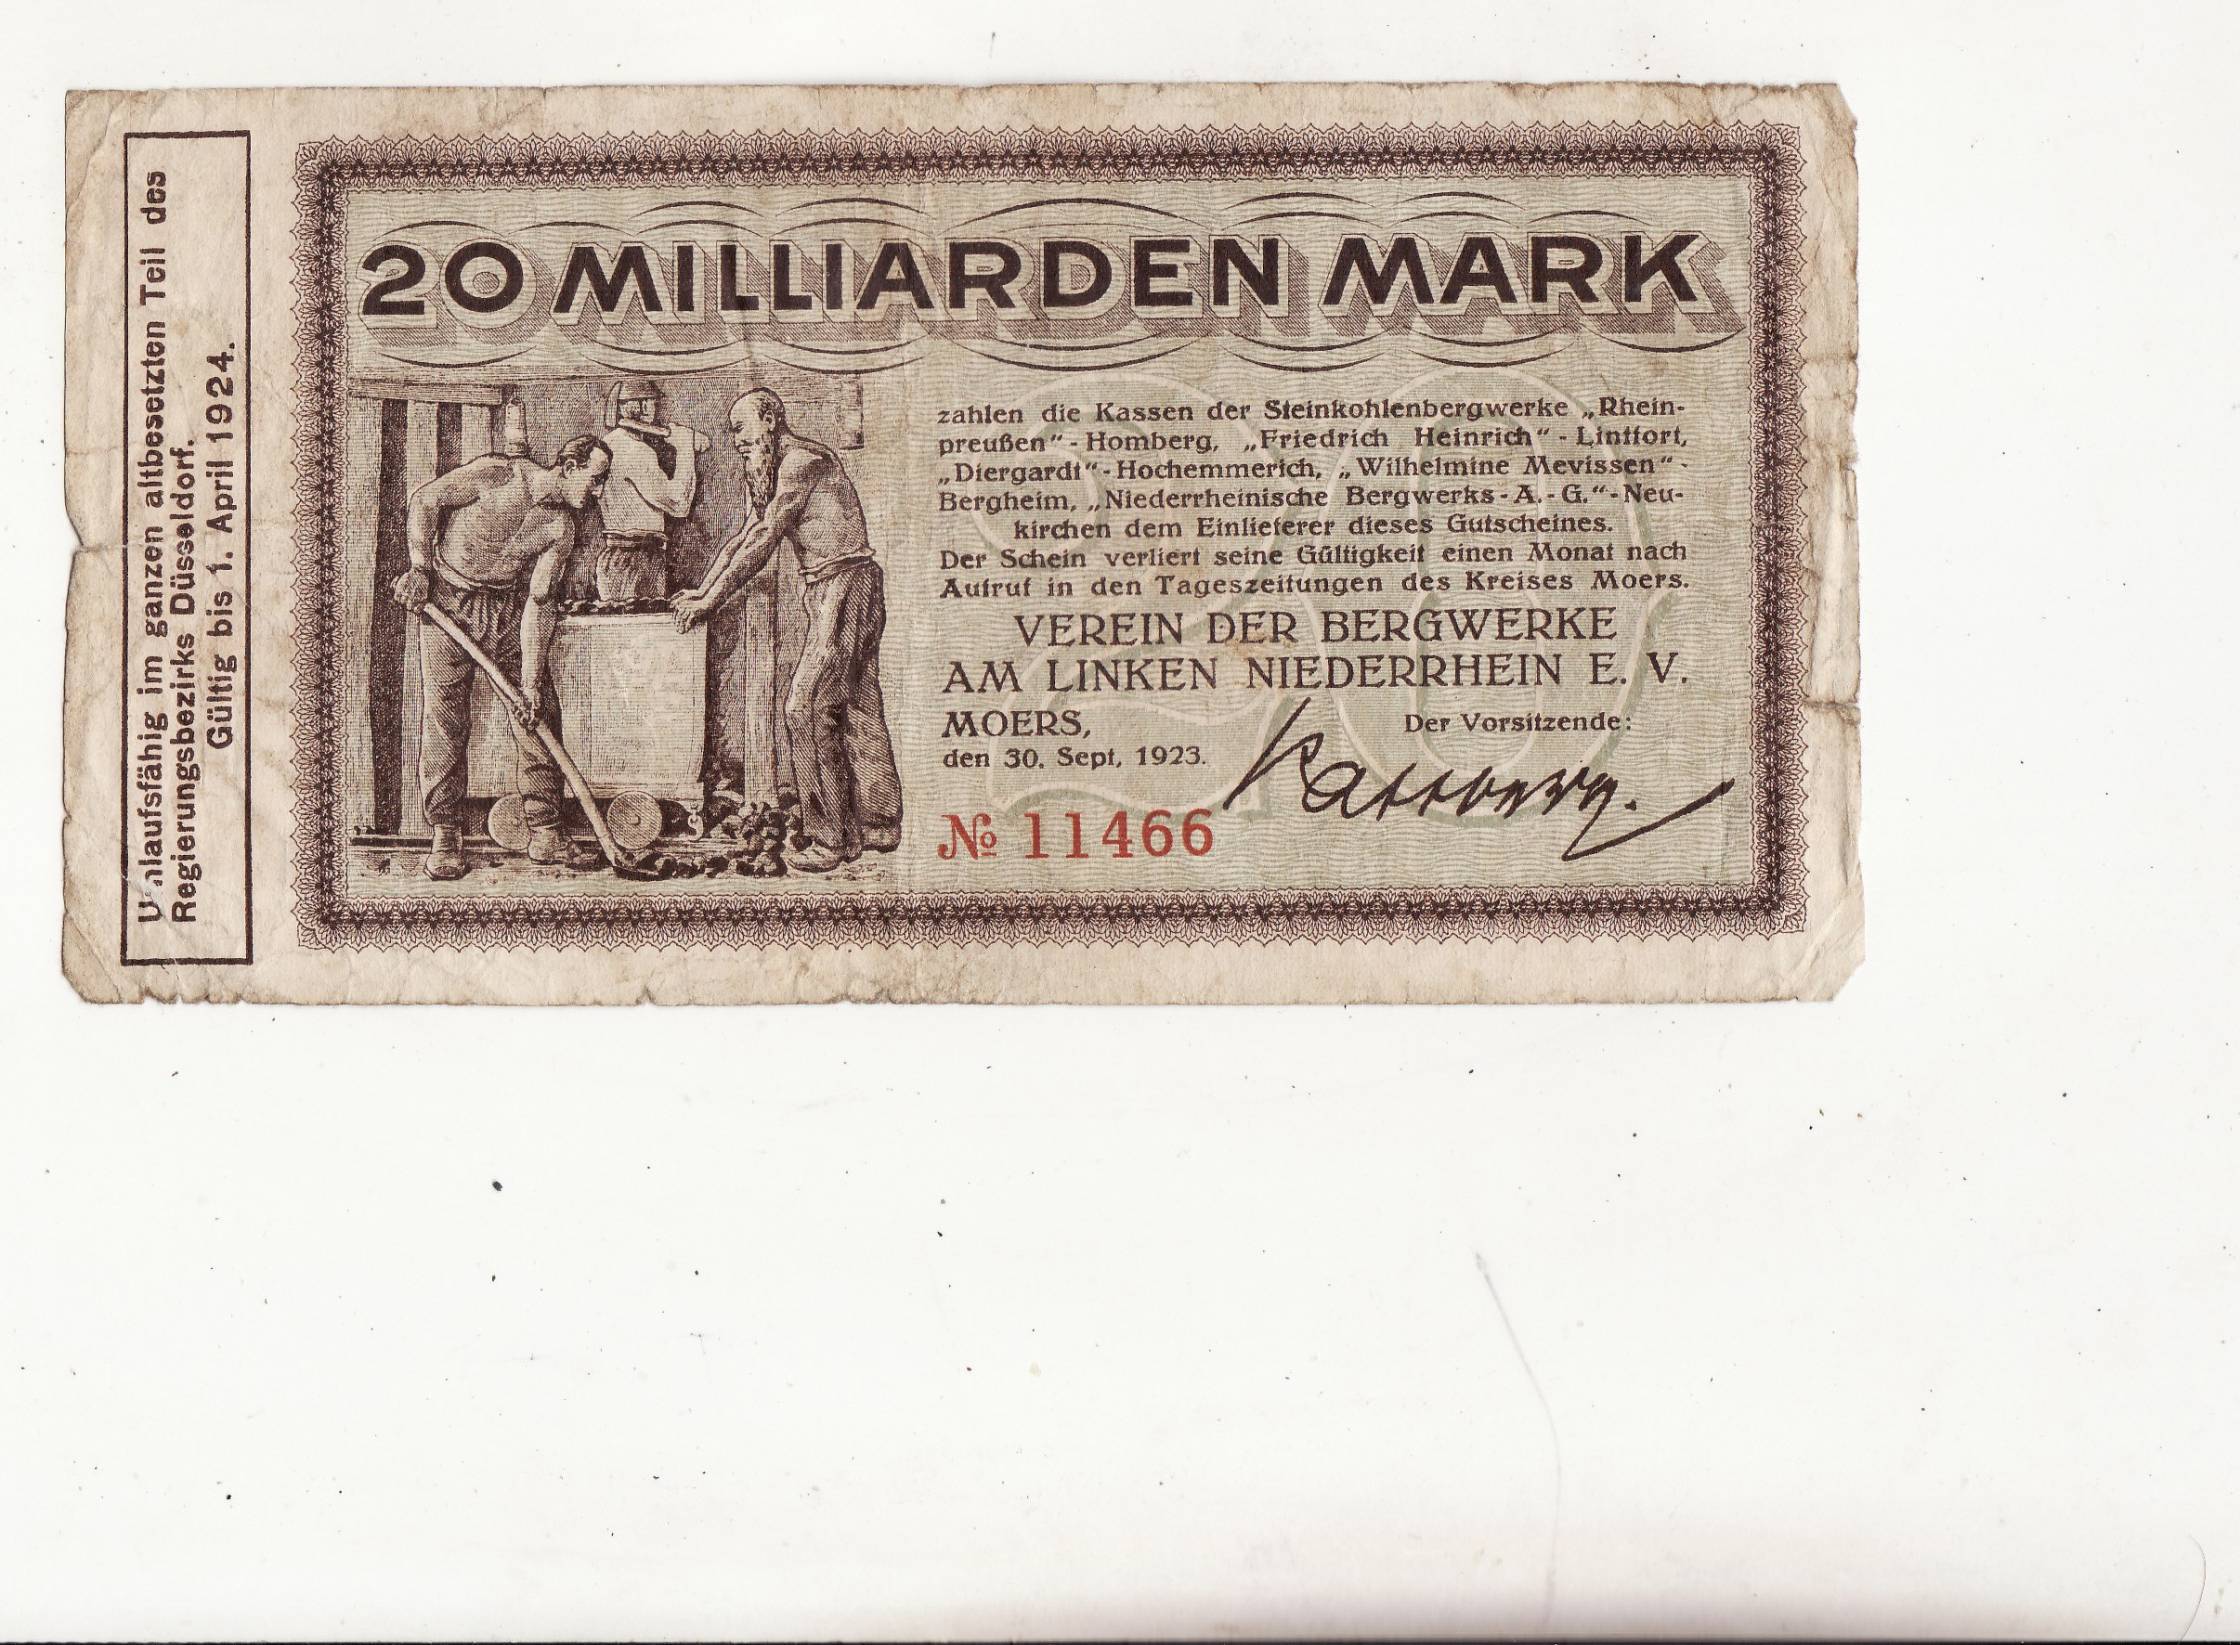 Umlaufsfähig im ganzen altbesetzten Teil des
Regierungsbezirks Düsseldorf.
Gültig bis 1. April 1924.
20 MILLIARDEN MARK
zahlen die Kassen der Steinkohlenbergwerke „Rhein-
preußen“ - Homberg, „Friedrich Heinrich“ - Lintfort,
„Diergardt“ - Hochemmerich, „Wilhelmine Mevissen“ -
Bergheim, „Niederrheinische Bergwerks - A. - G.“ - Neu-
kirchen dem Einlieferer dieses Gutscheines.
Der Schein verliert seine Gültigkeit einen Monat nach
Aufruf in den Tageszeitungen des Kreises Moers.
VEREIN DER BERGWERKE
AM LINKEN NIEDERRHEIN E. V.
MOERS,
Der Vorsitzende:
den 30. Sept. 1923.
№ 11466
20